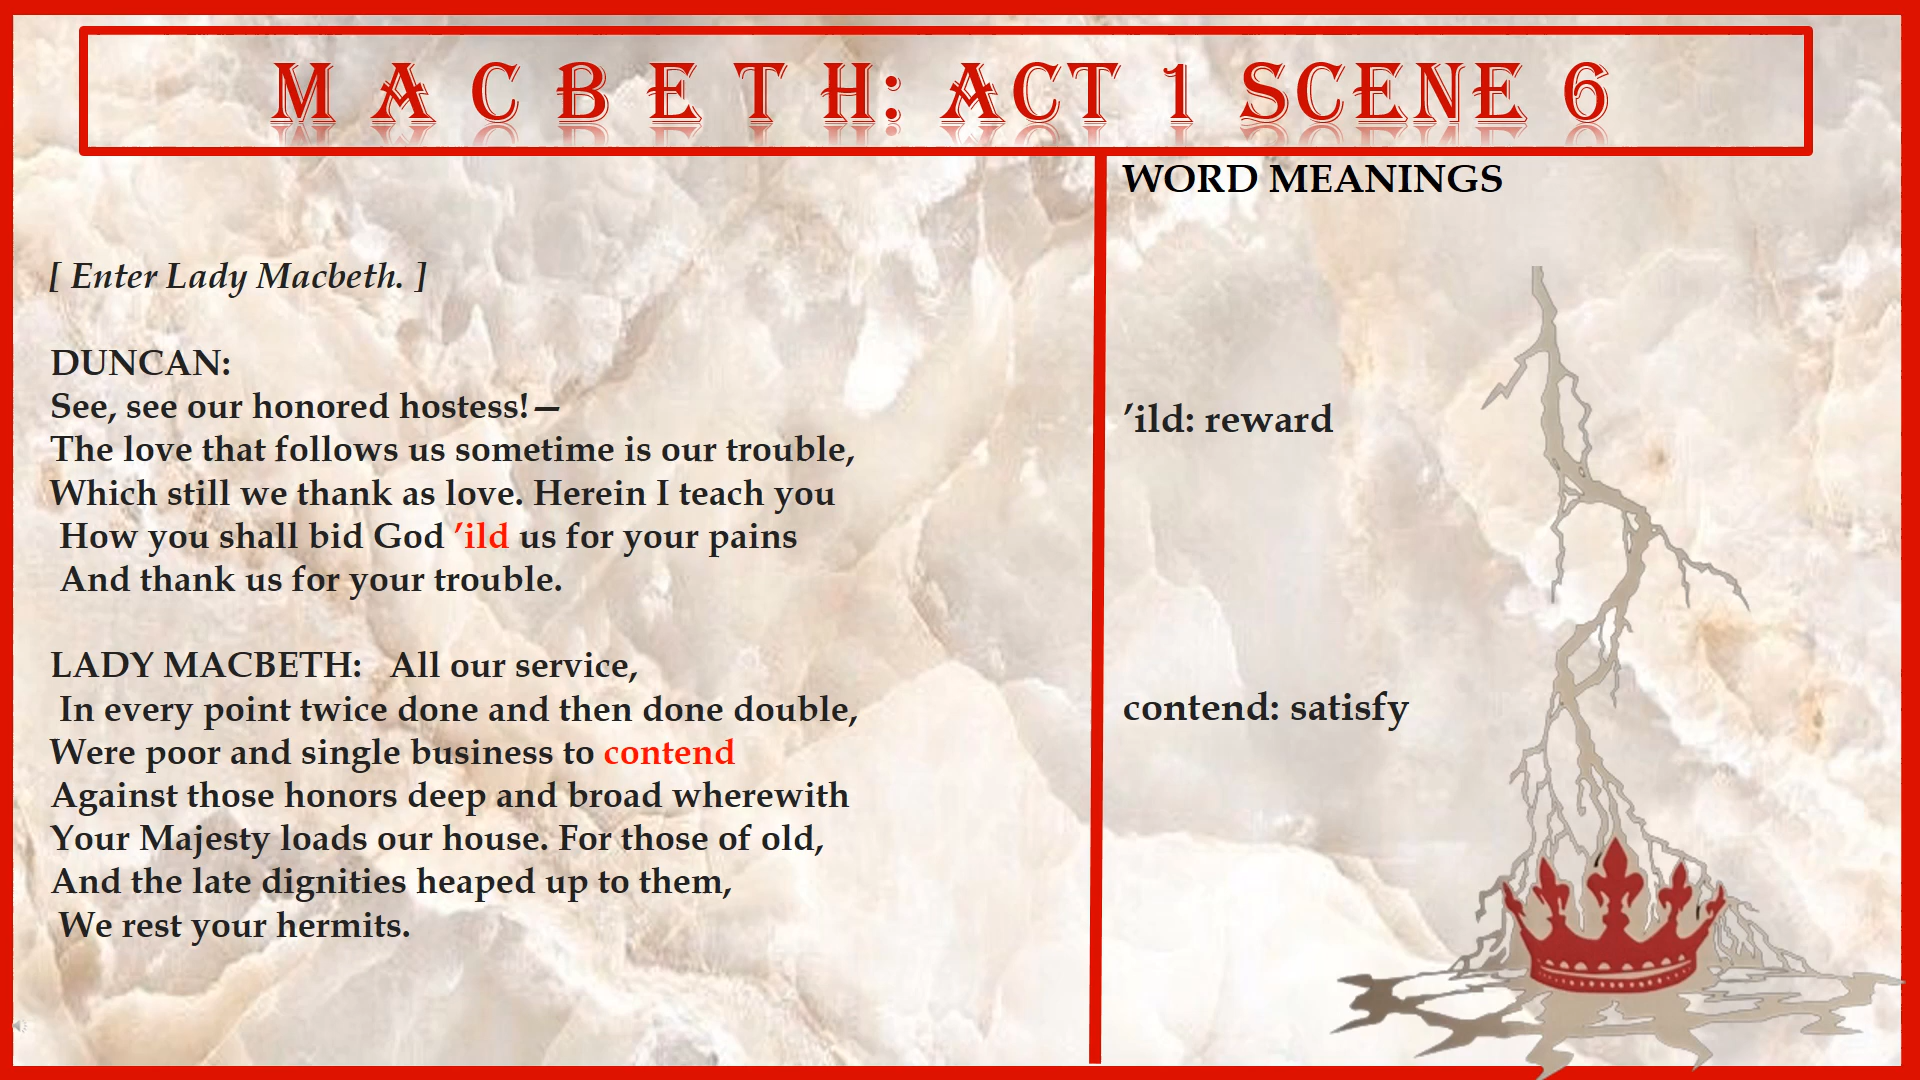 M A C B E T H: ACT 1 SCENE 6
[ Enter Lady Macbeth. ]
DUNCAN:
See, see our honored hostess!—
The love that follows us sometime is our trouble,
Which still we thank as love. Herein I teach you
How you shall bid God ’ild us for your pains
And thank us for your trouble.
LADY MACBETH: All our service,
In every point twice done and then done double,
Were poor and single business to contend
Against those honors deep and broad wherewith
Your Majesty loads our house. For those of old,
And the late dignities heaped up to them,
We rest your hermits.
WORD MEANINGS
’ild: reward
contend: satisfy